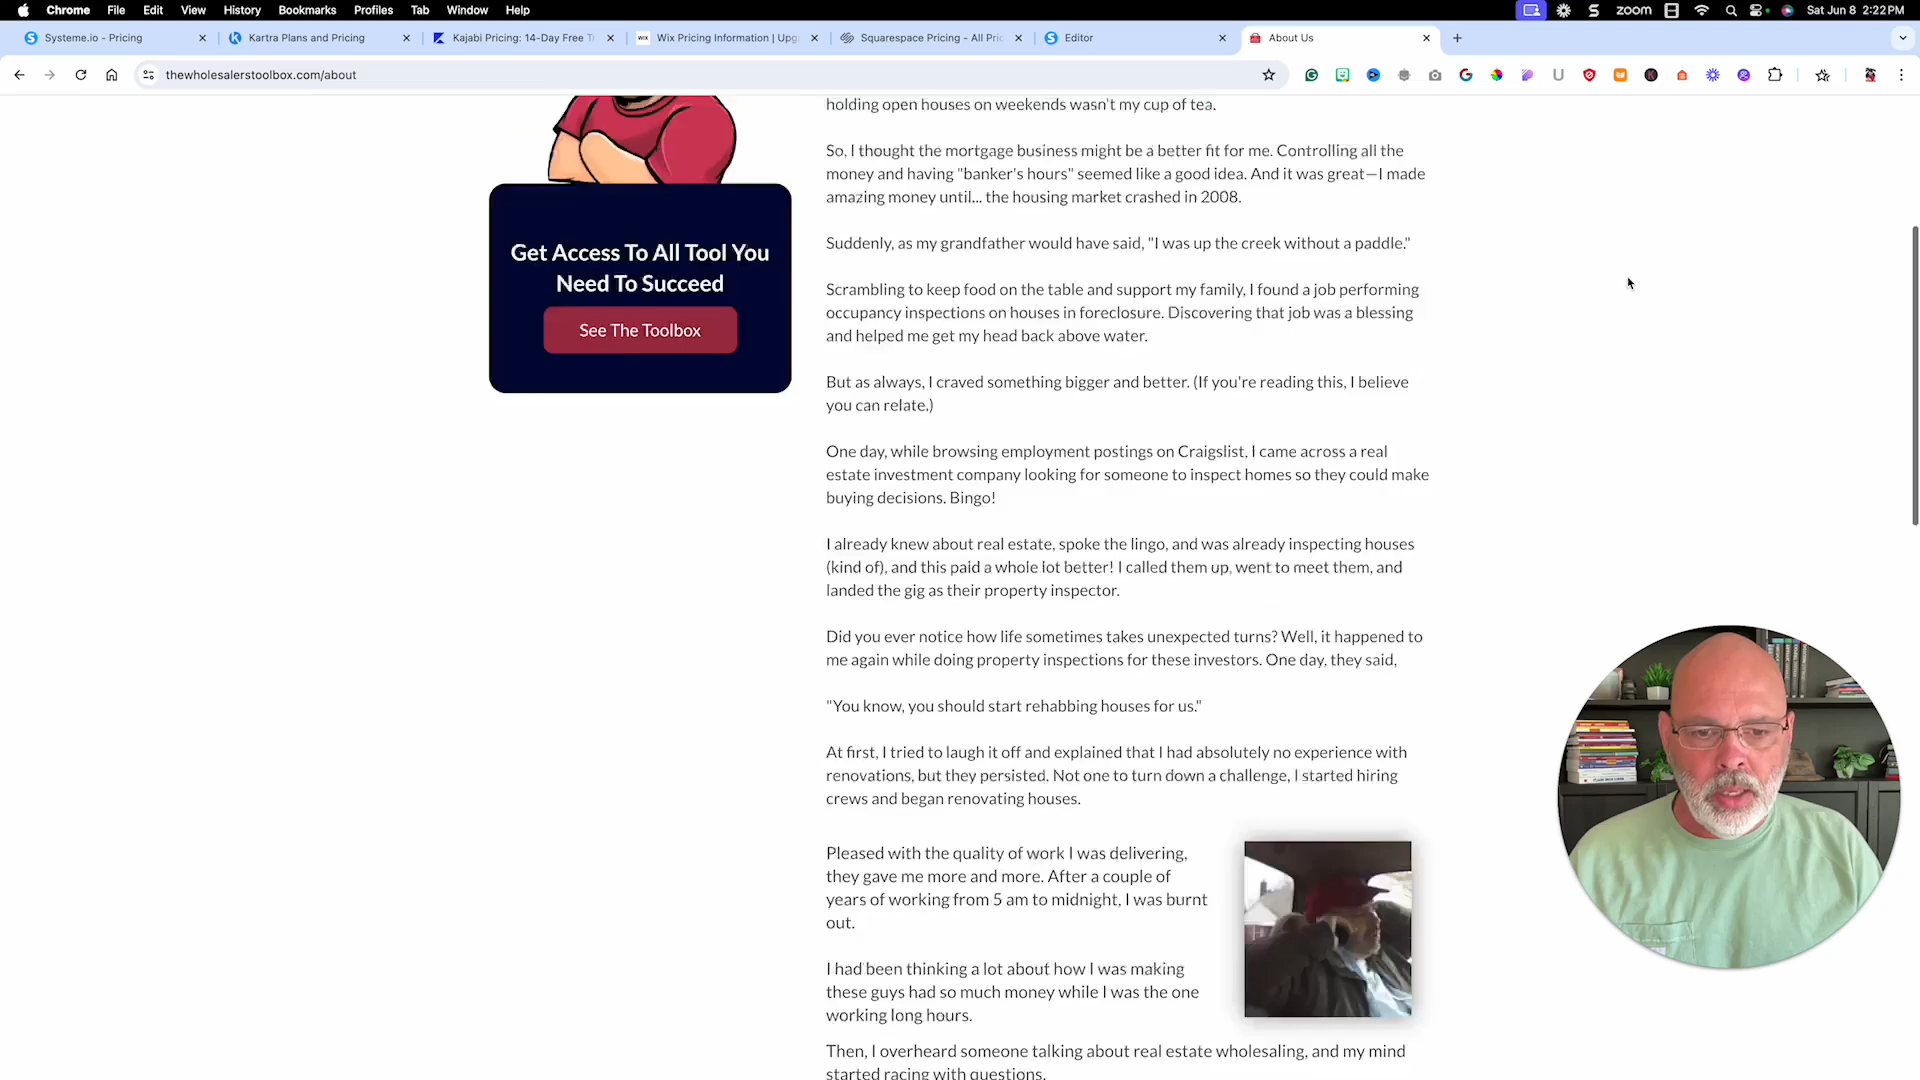 Chrome File Edit View History Bookmarks Profiles Tab Window Help
zoom Sat Jun 8 2:22 PM
Systeme.io - Pricing
Kartra Plans and Pricing
Kajabi Pricing: 14-Day Free T
WIX Wix Pricing Information | Upg
Squarespace Pricing - All Pric
Editor
About Us
thewholesalerstoolbox.com/about
holding open houses on weekends wasn't my cup of tea.
So, I thought the mortgage business might be a better fit for me. Controlling all the
money and having "banker's hours" seemed like a good idea. And it was great—I made
amazing money until... the housing market crashed in 2008.
Suddenly, as my grandfather would have said, "I was up the creek without a paddle."
Scrambling to keep food on the table and support my family, I found a job performing
occupancy inspections on houses in foreclosure. Discovering that job was a blessing
and helped me get my head back above water.
But as always, I craved something bigger and better. (If you're reading this, I believe
you can relate.)
One day, while browsing employment postings on Craigslist, I came across a real
estate investment company looking for someone to inspect homes so they could make
buying decisions. Bingo!
I already knew about real estate, spoke the lingo, and was already inspecting houses
(kind of), and this paid a whole lot better! I called them up, went to meet them, and
landed the gig as their property inspector.
Did you ever notice how life sometimes takes unexpected turns? Well, it happened to
me again while doing property inspections for these investors. One day, they said,
"You know, you should start rehabbing houses for us."
At first, I tried to laugh it off and explained that I had absolutely no experience with
renovations, but they persisted. Not one to turn down a challenge, I started hiring
crews and began renovating houses.
Pleased with the quality of work I was delivering,
they gave me more and more. After a couple of
years of working from 5 am to midnight, I was burnt
out.
I had been thinking a lot about how I was making
these guys had so much money while I was the one
working long hours.
Then, I overheard someone talking about real estate wholesaling, and my mind
started racing with questions.
Get Access To All Tool You
Need To Succeed
See The Toolbox